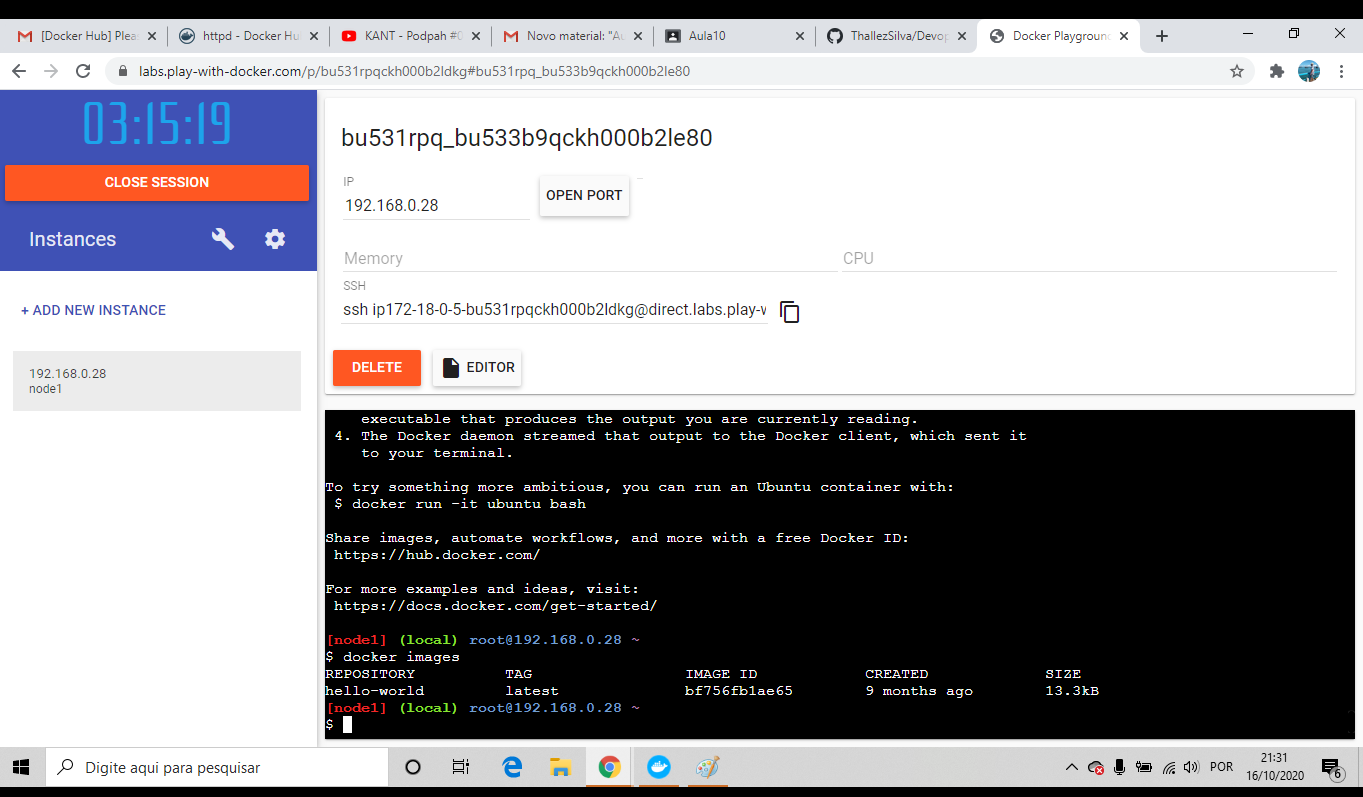 [Docker Hub] Plea
httpd - Docker Hu
KANT - Podpah #
Novo material: "Au
Aula10
ThallezSilva/Devop
Docker Playground
labs.play-with-docker.com/p/bu531rpqckh000b2ldkg#bu531rpq_bu533b9qckh000b2le80
03:15:19
CLOSE SESSION
Instances
+ ADD NEW INSTANCE
192.168.0.28
node1
bu531rpq_bu533b9qckh000b2le80
IP
192.168.0.28
OPEN PORT
Memory
CPU
SSH
ssh ip172-18-0-5-bu531rpqckh000b2ldkg@direct.labs.play-w
DELETE
EDITOR
executable that produces the output you are currently reading.
4. The Docker daemon streamed that output to the Docker client, which sent it
to your terminal.
To try something more ambitious, you can run an Ubuntu container with:
$ docker run -it ubuntu bash
Share images, automate workflows, and more with a free Docker ID:
https://hub.docker.com/
For more examples and ideas, visit:
https://docs.docker.com/get-started/
[node1] (local) root@192.168.0.28 ~
$ docker images
REPOSITORY TAG IMAGE ID CREATED SIZE
hello-world latest bf756fb1ae65 9 months ago 13.3kB
[node1] (local) root@192.168.0.28 ~
$
Digite aqui para pesquisar
POR
21:31
16/10/2020
6